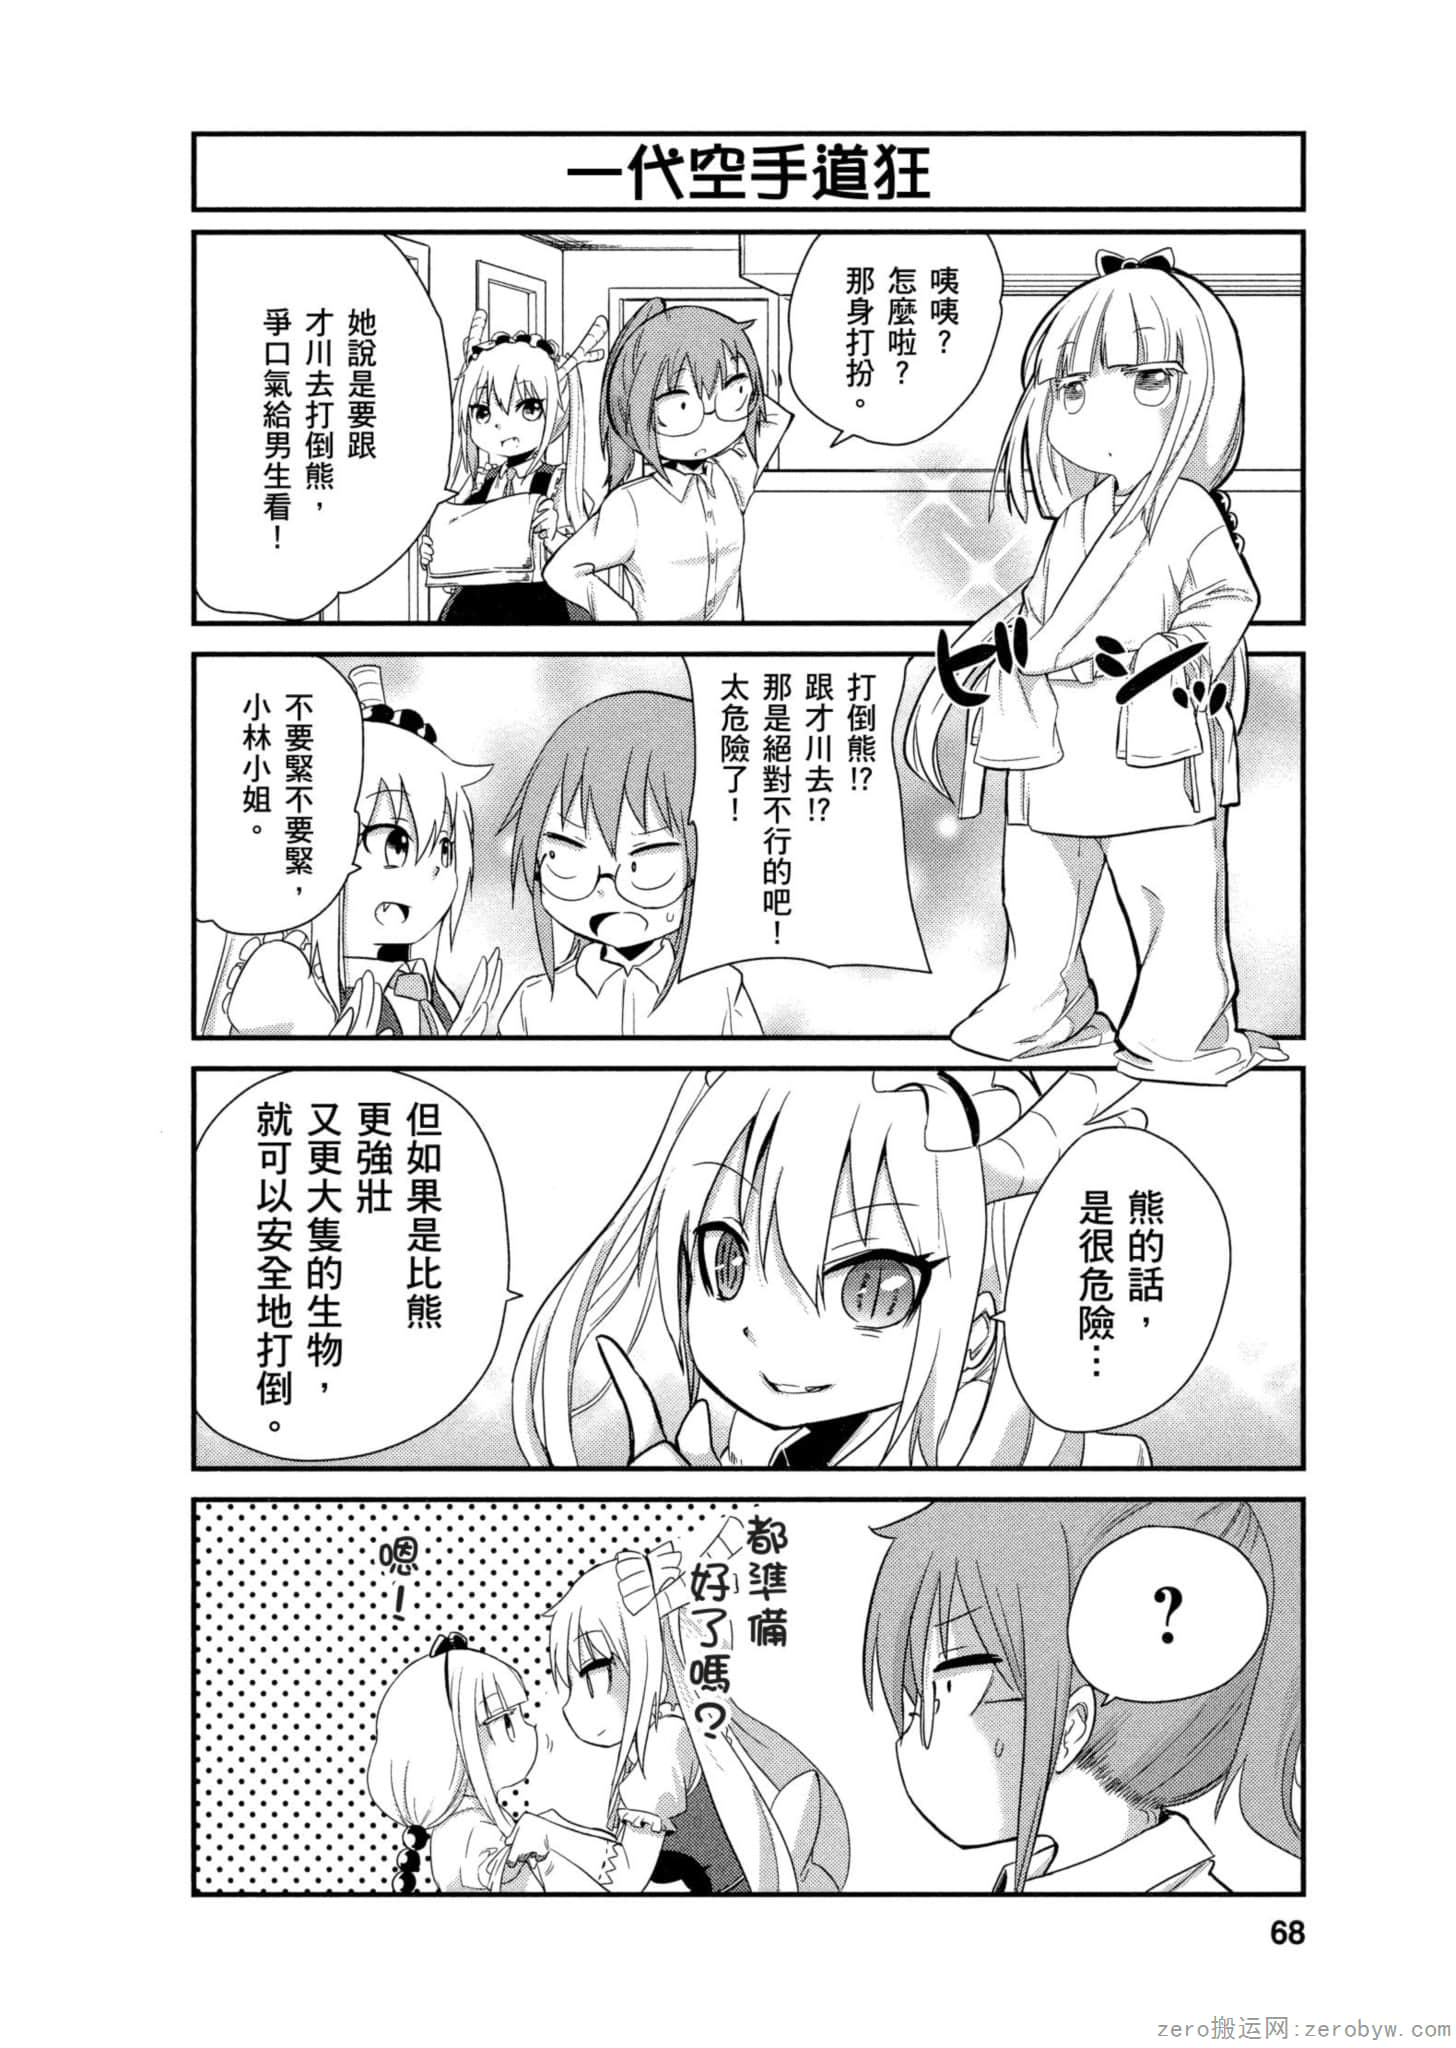 一代空手道狂
咦咦？
怎麼啦？
那身打扮。
她說是要跟
才川去打倒熊，
爭口氣給男生看！
ビシッ
打倒熊!?
跟才川去!?
那是絕對不行的吧！
太危險了！
不要緊不要緊，
小林小姐。
熊的話，
是很危險…
但如果是比熊
更強壯
又更大隻的生物，
就可以安全地打倒。
？
都準備
好了嗎？
嗯！
68
zero搬运网:zerobyw.com